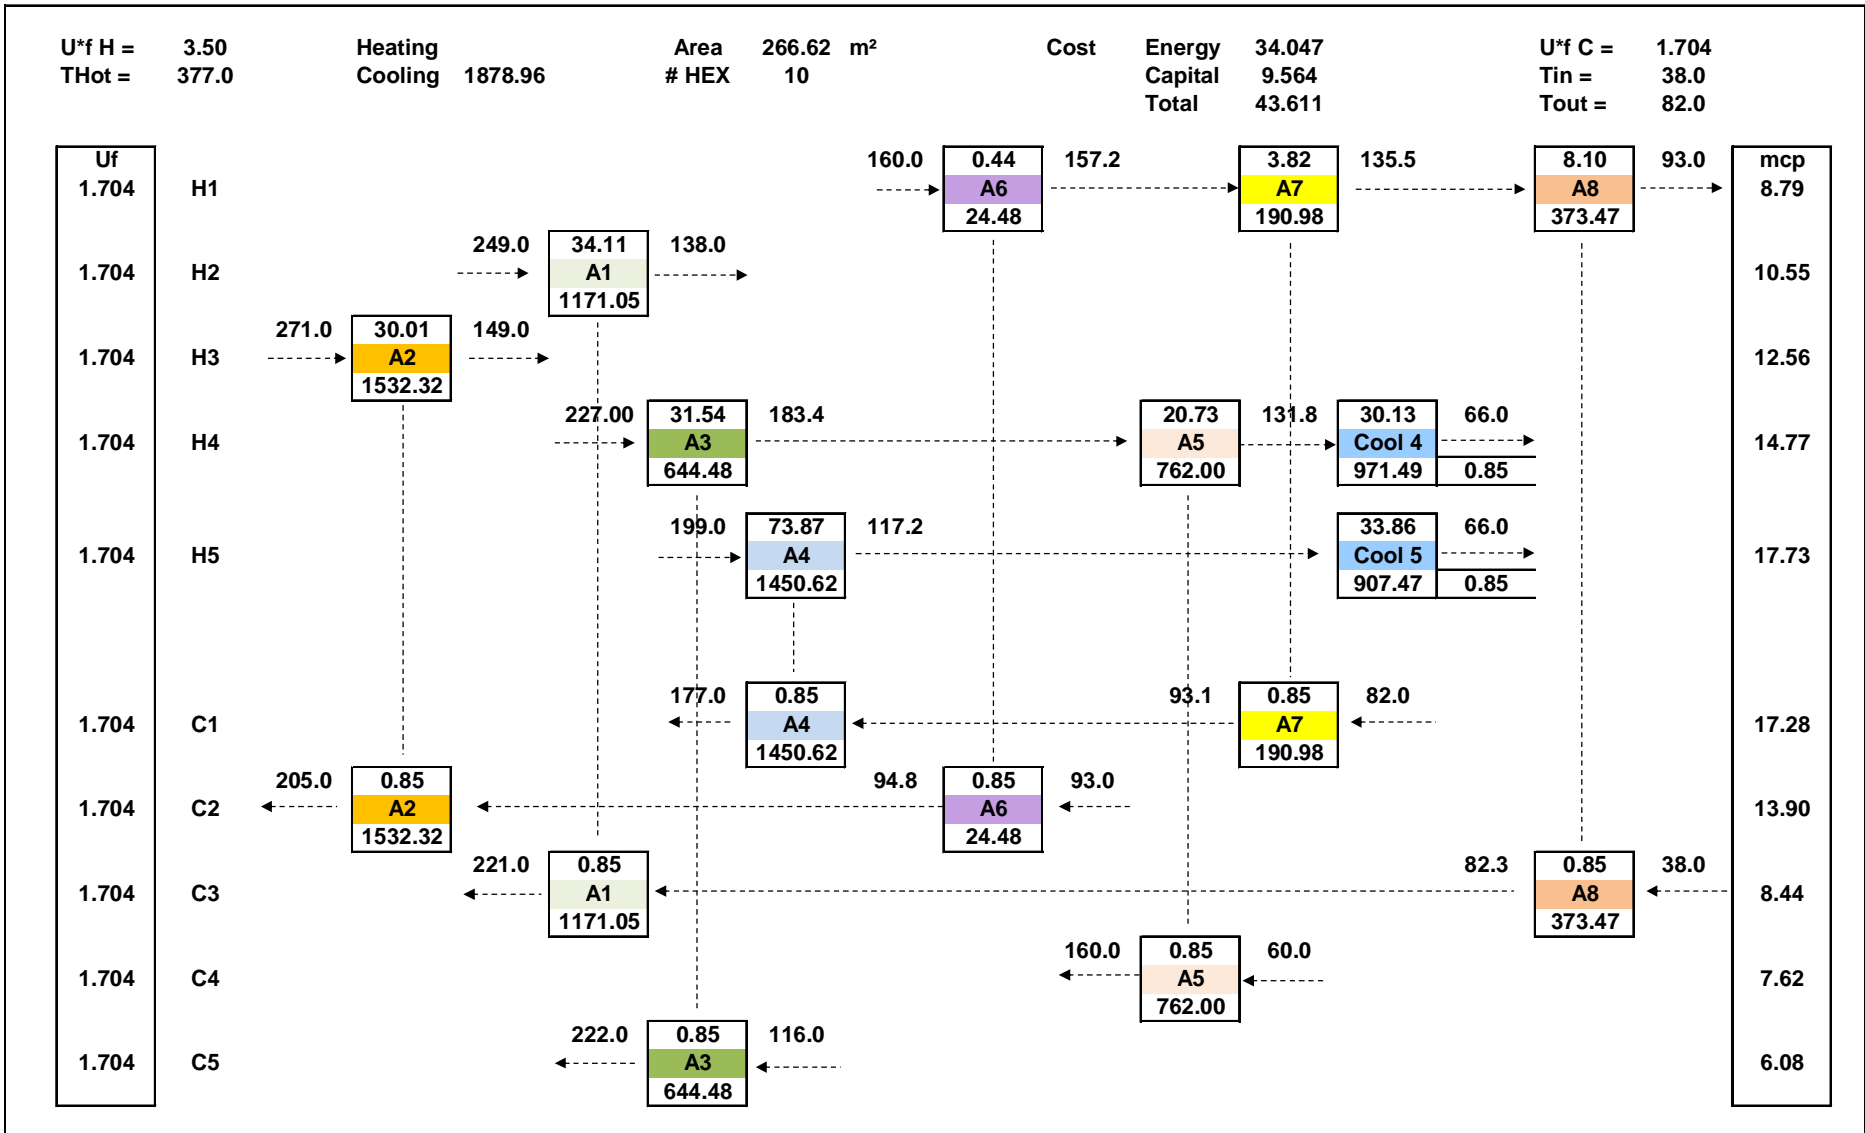 U*f H = 3.50 Heating Area 266.62 m² Cost Energy 34.047 U*f C = 1.704
THot = 377.0 Cooling 1878.96 # HEX 10 Capital 9.564 Tin = 38.0
Total 43.611 Tout = 82.0
Uf 160.0 0.44 157.2 3.82 135.5 8.10 93.0 mcp
1.704 H1 A6 A7 A8 8.79
24.48 190.98 373.47
249.0 34.11 138.0
1.704 H2 A1 10.55
1171.05
271.0 30.01 149.0
1.704 H3 A2 12.56
1532.32
227.00 31.54 183.4 20.73 131.8 30.13 66.0
1.704 H4 A3 A5 Cool 4 14.77
644.48 762.00 971.49 0.85
199.0 73.87 117.2 33.86 66.0
1.704 H5 A4 Cool 5 17.73
1450.62 907.47 0.85
177.0 0.85 93.1 0.85 82.0
1.704 C1 A4 A7 17.28
1450.62 190.98
205.0 0.85 94.8 0.85 93.0
1.704 C2 A2 A6 13.90
1532.32 24.48
221.0 0.85 82.3 0.85 38.0
1.704 C3 A1 A8 8.44
1171.05 373.47
160.0 0.85 60.0
1.704 C4 A5 7.62
762.00
222.0 0.85 116.0
1.704 C5 A3 6.08
644.48